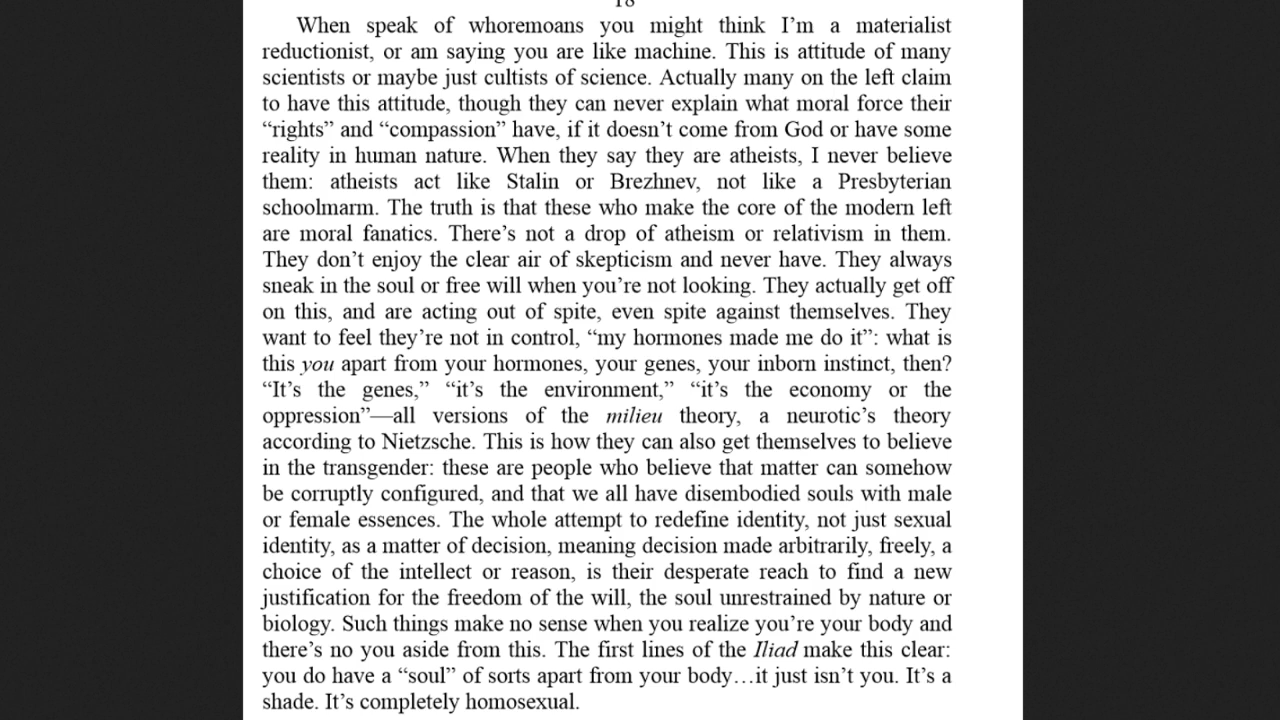 18
When speak of whoremoans you might think I’m a materialist
reductionist, or am saying you are like machine. This is attitude of many
scientists or maybe just cultists of science. Actually many on the left claim
to have this attitude, though they can never explain what moral force their
“rights” and “compassion” have, if it doesn’t come from God or have some
reality in human nature. When they say they are atheists, I never believe
them: atheists act like Stalin or Brezhnev, not like a Presbyterian
schoolmarm. The truth is that these who make the core of the modern left
are moral fanatics. There’s not a drop of atheism or relativism in them.
They don’t enjoy the clear air of skepticism and never have. They always
sneak in the soul or free will when you’re not looking. They actually get off
on this, and are acting out of spite, even spite against themselves. They
want to feel they’re not in control, “my hormones made me do it”: what is
this you apart from your hormones, your genes, your inborn instinct, then?
“It’s the genes,” “it’s the environment,” “it’s the economy or the
oppression”—all versions of the milieu theory, a neurotic’s theory
according to Nietzsche. This is how they can also get themselves to believe
in the transgender: these are people who believe that matter can somehow
be corruptly configured, and that we all have disembodied souls with male
or female essences. The whole attempt to redefine identity, not just sexual
identity, as a matter of decision, meaning decision made arbitrarily, freely, a
choice of the intellect or reason, is their desperate reach to find a new
justification for the freedom of the will, the soul unrestrained by nature or
biology. Such things make no sense when you realize you’re your body and
there’s no you aside from this. The first lines of the Iliad make this clear:
you do have a “soul” of sorts apart from your body…it just isn’t you. It’s a
shade. It’s completely homosexual.